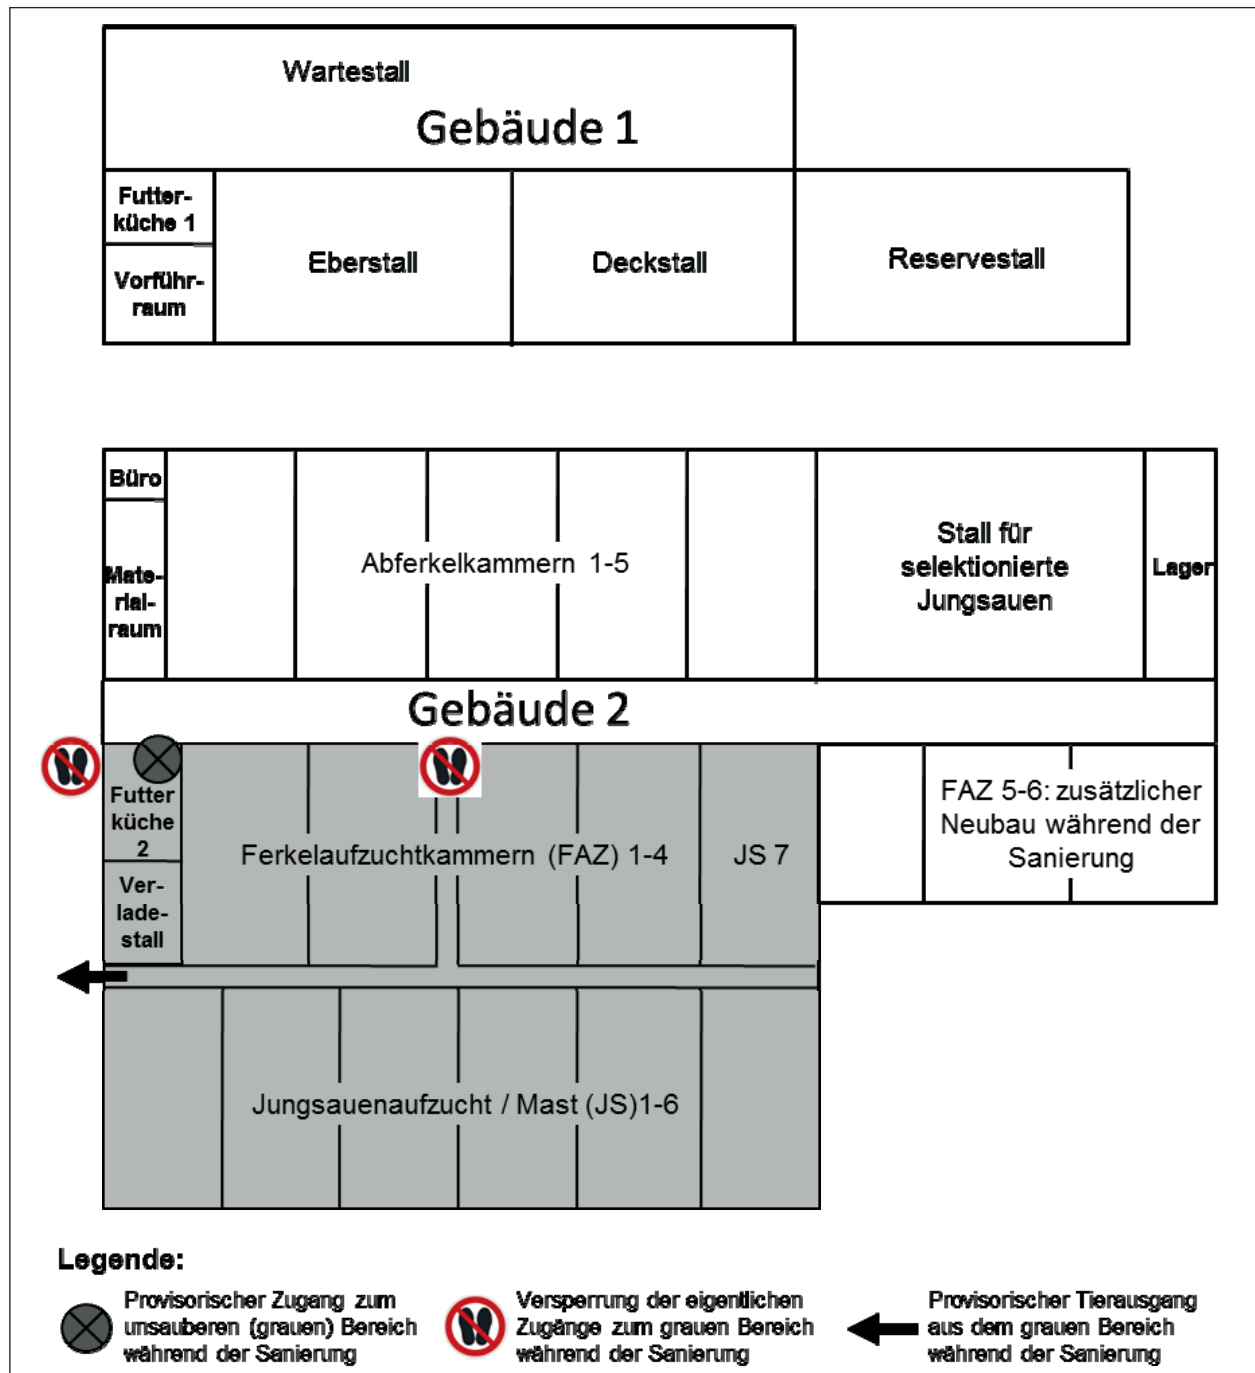 Wartestall
Gebäude 1
Futter-
küche 1
Vorführ-
raum
Eberstall
Deckstall
Reservestall
Büro
Mate-
rial-
raum
Abferkelkammern 1-5
Stall für
selektionierte
Jungsauen
Lager
Gebäude 2
Futter
küche
2
Ver-
lade-
stall
Ferkelaufzuchtkammern (FAZ) 1-4
JS 7
FAZ 5-6: zusätzlicher
Neubau während der
Sanierung
Jungsauenaufzucht / Mast (JS)1-6
Legende:
Provisorischer Zugang zum
unsauberen (grauen) Bereich
während der Sanierung
Versperrung der eigentlichen
Zugänge zum grauen Bereich
während der Sanierung
Provisorischer Tierausgang
aus dem grauen Bereich
während der Sanierung